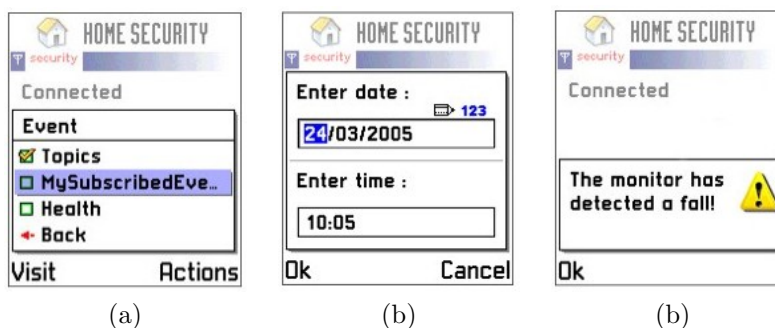 HOME SECURITY
security
Connected
Event
Topics
MySubscribedEve...
Health
Back
Visit Actions
(a)
HOME SECURITY
security
Enter date :
123
24/03/2005
Enter time :
10:05
Ok Cancel
(b)
HOME SECURITY
security
Connected
The monitor has
detected a fall!
Ok
(b)